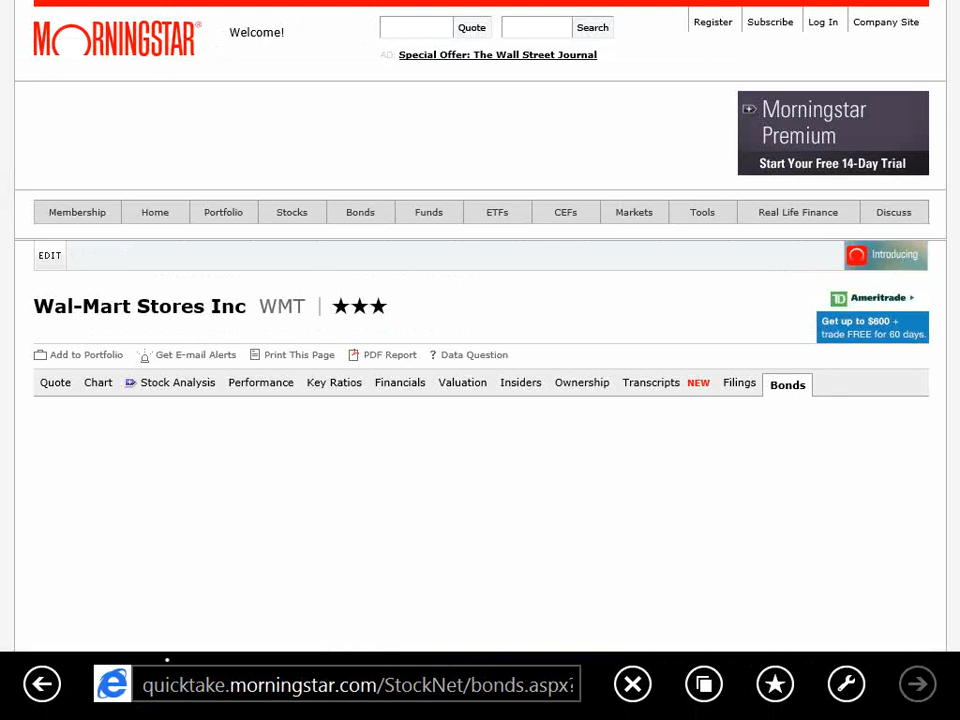 MORNINGSTAR®
Welcome!
Quote
Search
Register
Subscribe
Log In
Company Site
AD: Special Offer: The Wall Street Journal
Morningstar
Premium
Start Your Free 14-Day Trial
Membership
Home
Portfolio
Stocks
Bonds
Funds
ETFs
CEFs
Markets
Tools
Real Life Finance
Discuss
EDIT
Introducing
Wal-Mart Stores Inc WMT | ★★★
TD Ameritrade
Get up to $600 +
trade FREE for 60 days.
Add to Portfolio
Get E-mail Alerts
Print This Page
PDF Report
? Data Question
Quote
Chart
Stock Analysis
Performance
Key Ratios
Financials
Valuation
Insiders
Ownership
Transcripts NEW
Filings
Bonds
quicktake.morningstar.com/StockNet/bonds.aspx?